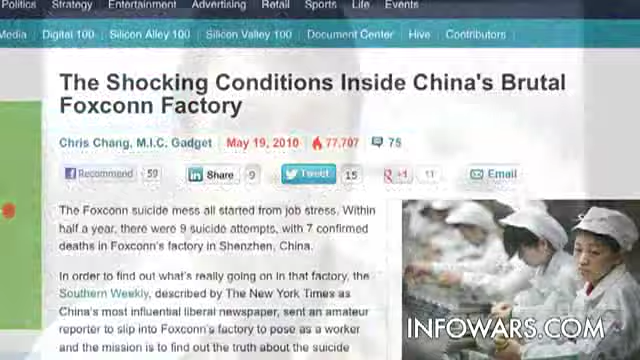 Politics Strategy Entertainment Advertising Retail Sports Life Events
Media Digital 100 Silicon Alley 100 Silicon Valley 100 Document Center Hive Contributors
The Shocking Conditions Inside China's Brutal
Foxconn Factory
Chris Chang, M.I.C. Gadget May 19, 2010 77,707 75
Recommend 59 Share 9 Tweet 15 +1 11 Email
The Foxconn suicide mess all started from job stress. Within
half a year, there were 9 suicide attempts, with 7 confirmed
deaths in Foxconn's factory in Shenzhen, China.
In order to find out what's really going on in that factory, the
Southern Weekly, described by The New York Times as
China's most influential liberal newspaper, sent an amateur
reporter to slip into Foxconn's factory to pose as a worker
and the mission is to find out the truth about the suicide
INFOWARS.COM